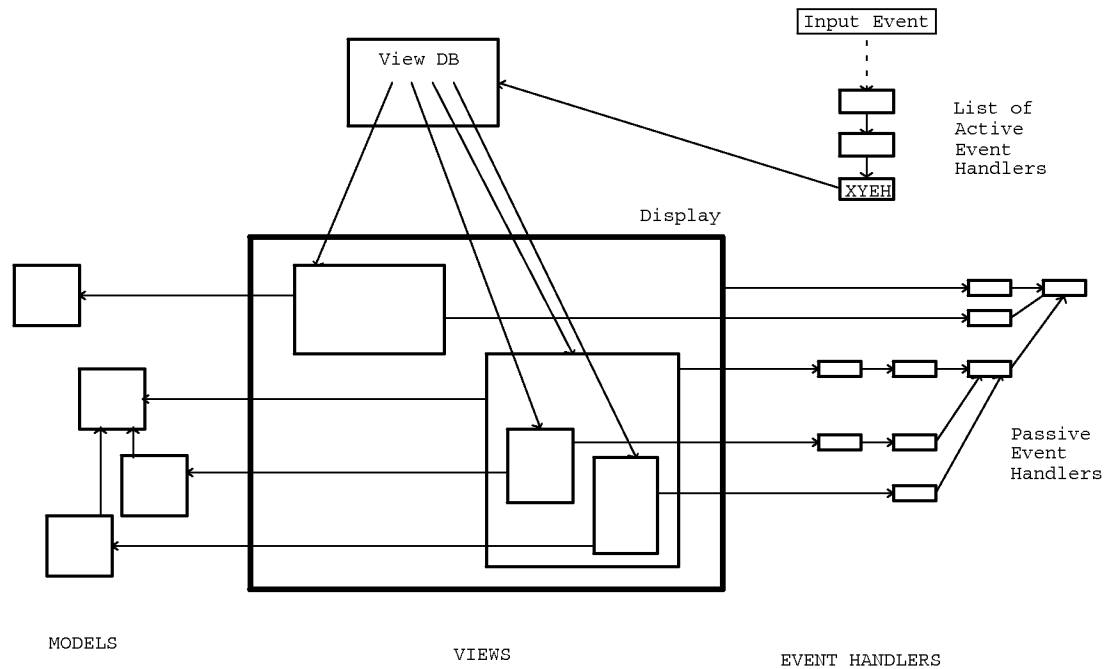 Input Event
View DB
List of
Active
Event
Handlers
XYEH
Display
Passive
Event
Handlers
MODELS
VIEWS
EVENT HANDLERS